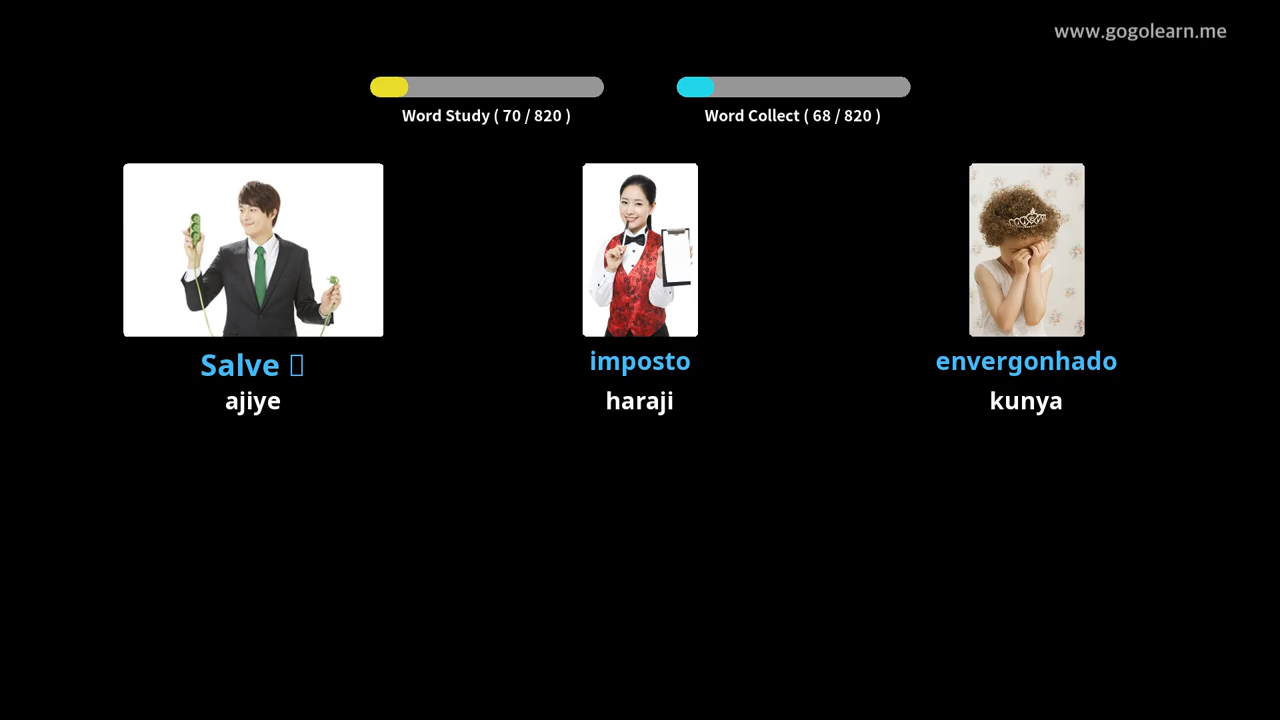 www.gogolearn.me
Word Study ( 70 / 820 )
Word Collect ( 68 / 820 )
Salve
imposto
envergonhado
ajiye
haraji
kunya